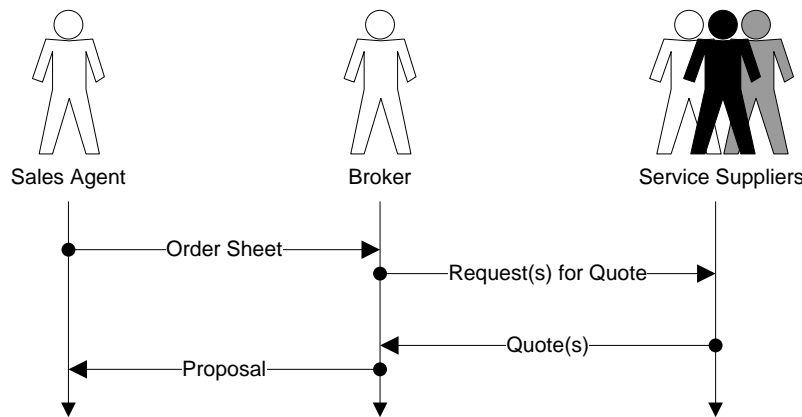 Sales Agent
Broker
Service Suppliers
Order Sheet
Request(s) for Quote
Quote(s)
Proposal